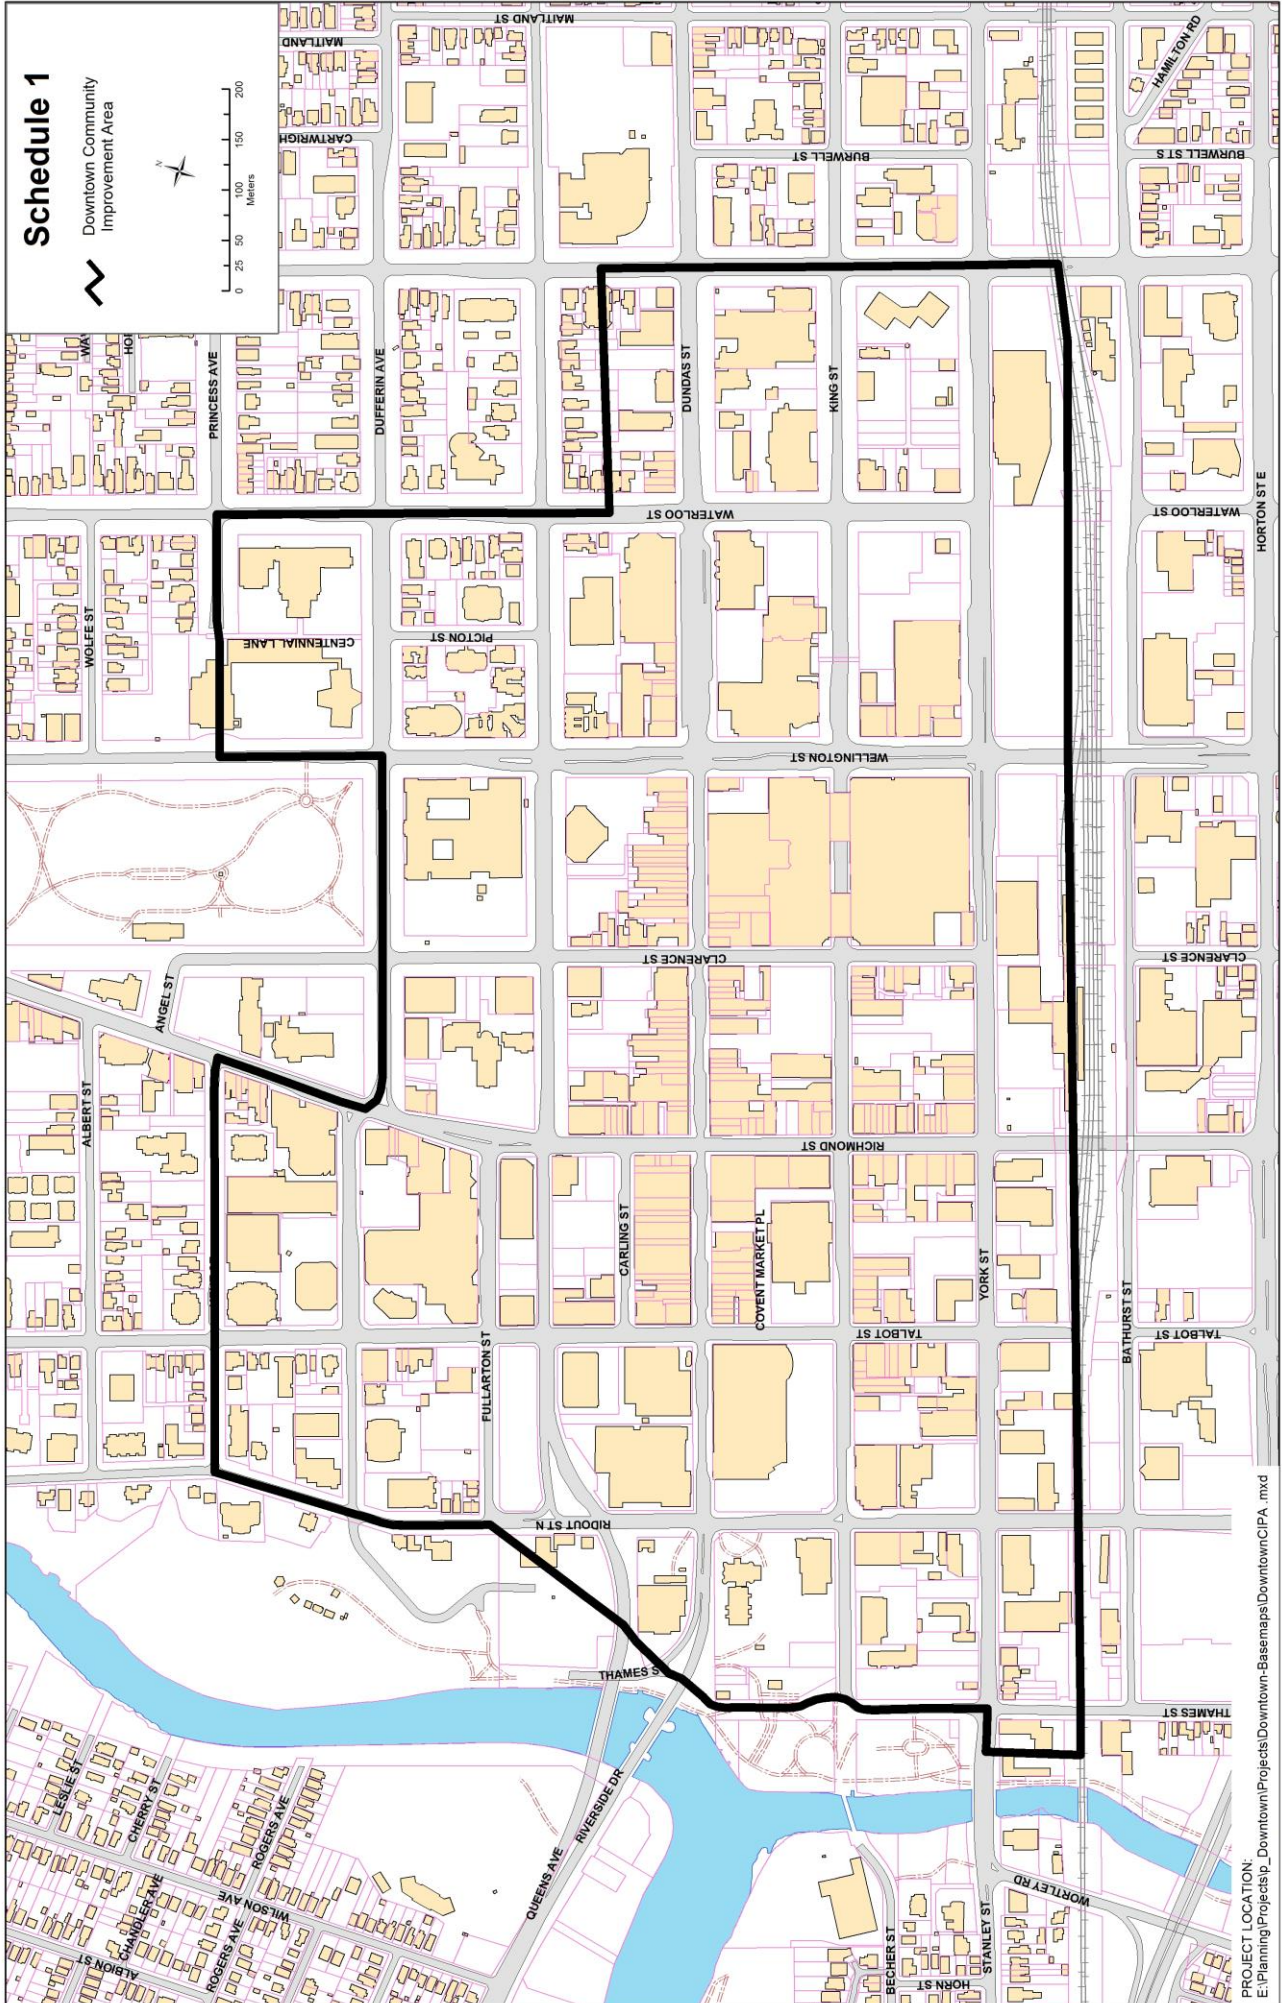 Schedule 1
Downtown Community
Improvement Area
N
0 25 50 100 150 200
Meters
MAITLAND ST
MAITLAND
CARTWRIGH
HAMILTON RD
BURWELL ST
BURWELL ST S
PRINCESS AVE
DUFFERIN AVE
DUNDAS ST
KING ST
WATERLOO ST
WATERLOO ST
HORTON ST E
WOLFE ST
CENTENNIAL LANE
PICTON ST
WELLINGTON ST
CLARENCE ST
CLARENCE ST
ANGEL ST
ALBERT ST
RICHMOND ST
CARLING ST
COVENT MARKET PL
YORK ST
BATHURST ST
TALBOT ST
TALBOT ST
FULLARTON ST
RIDOUT ST N
THAMES S
THAMES ST
LESLIE ST
CHERRY ST
ROGERS AVE
WILSON AVE
CHANDLER AVE
ROGERS AVE
ALBION ST
QUEENS AVE
RIVERSIDE DR
BECHER ST
HORN ST
STANLEY ST
WORTLEY RD
PROJECT LOCATION:
E:\Planning\Projects\p_Downtown\Projects\Downtown-Basemaps\DowntownCIPA .mxd